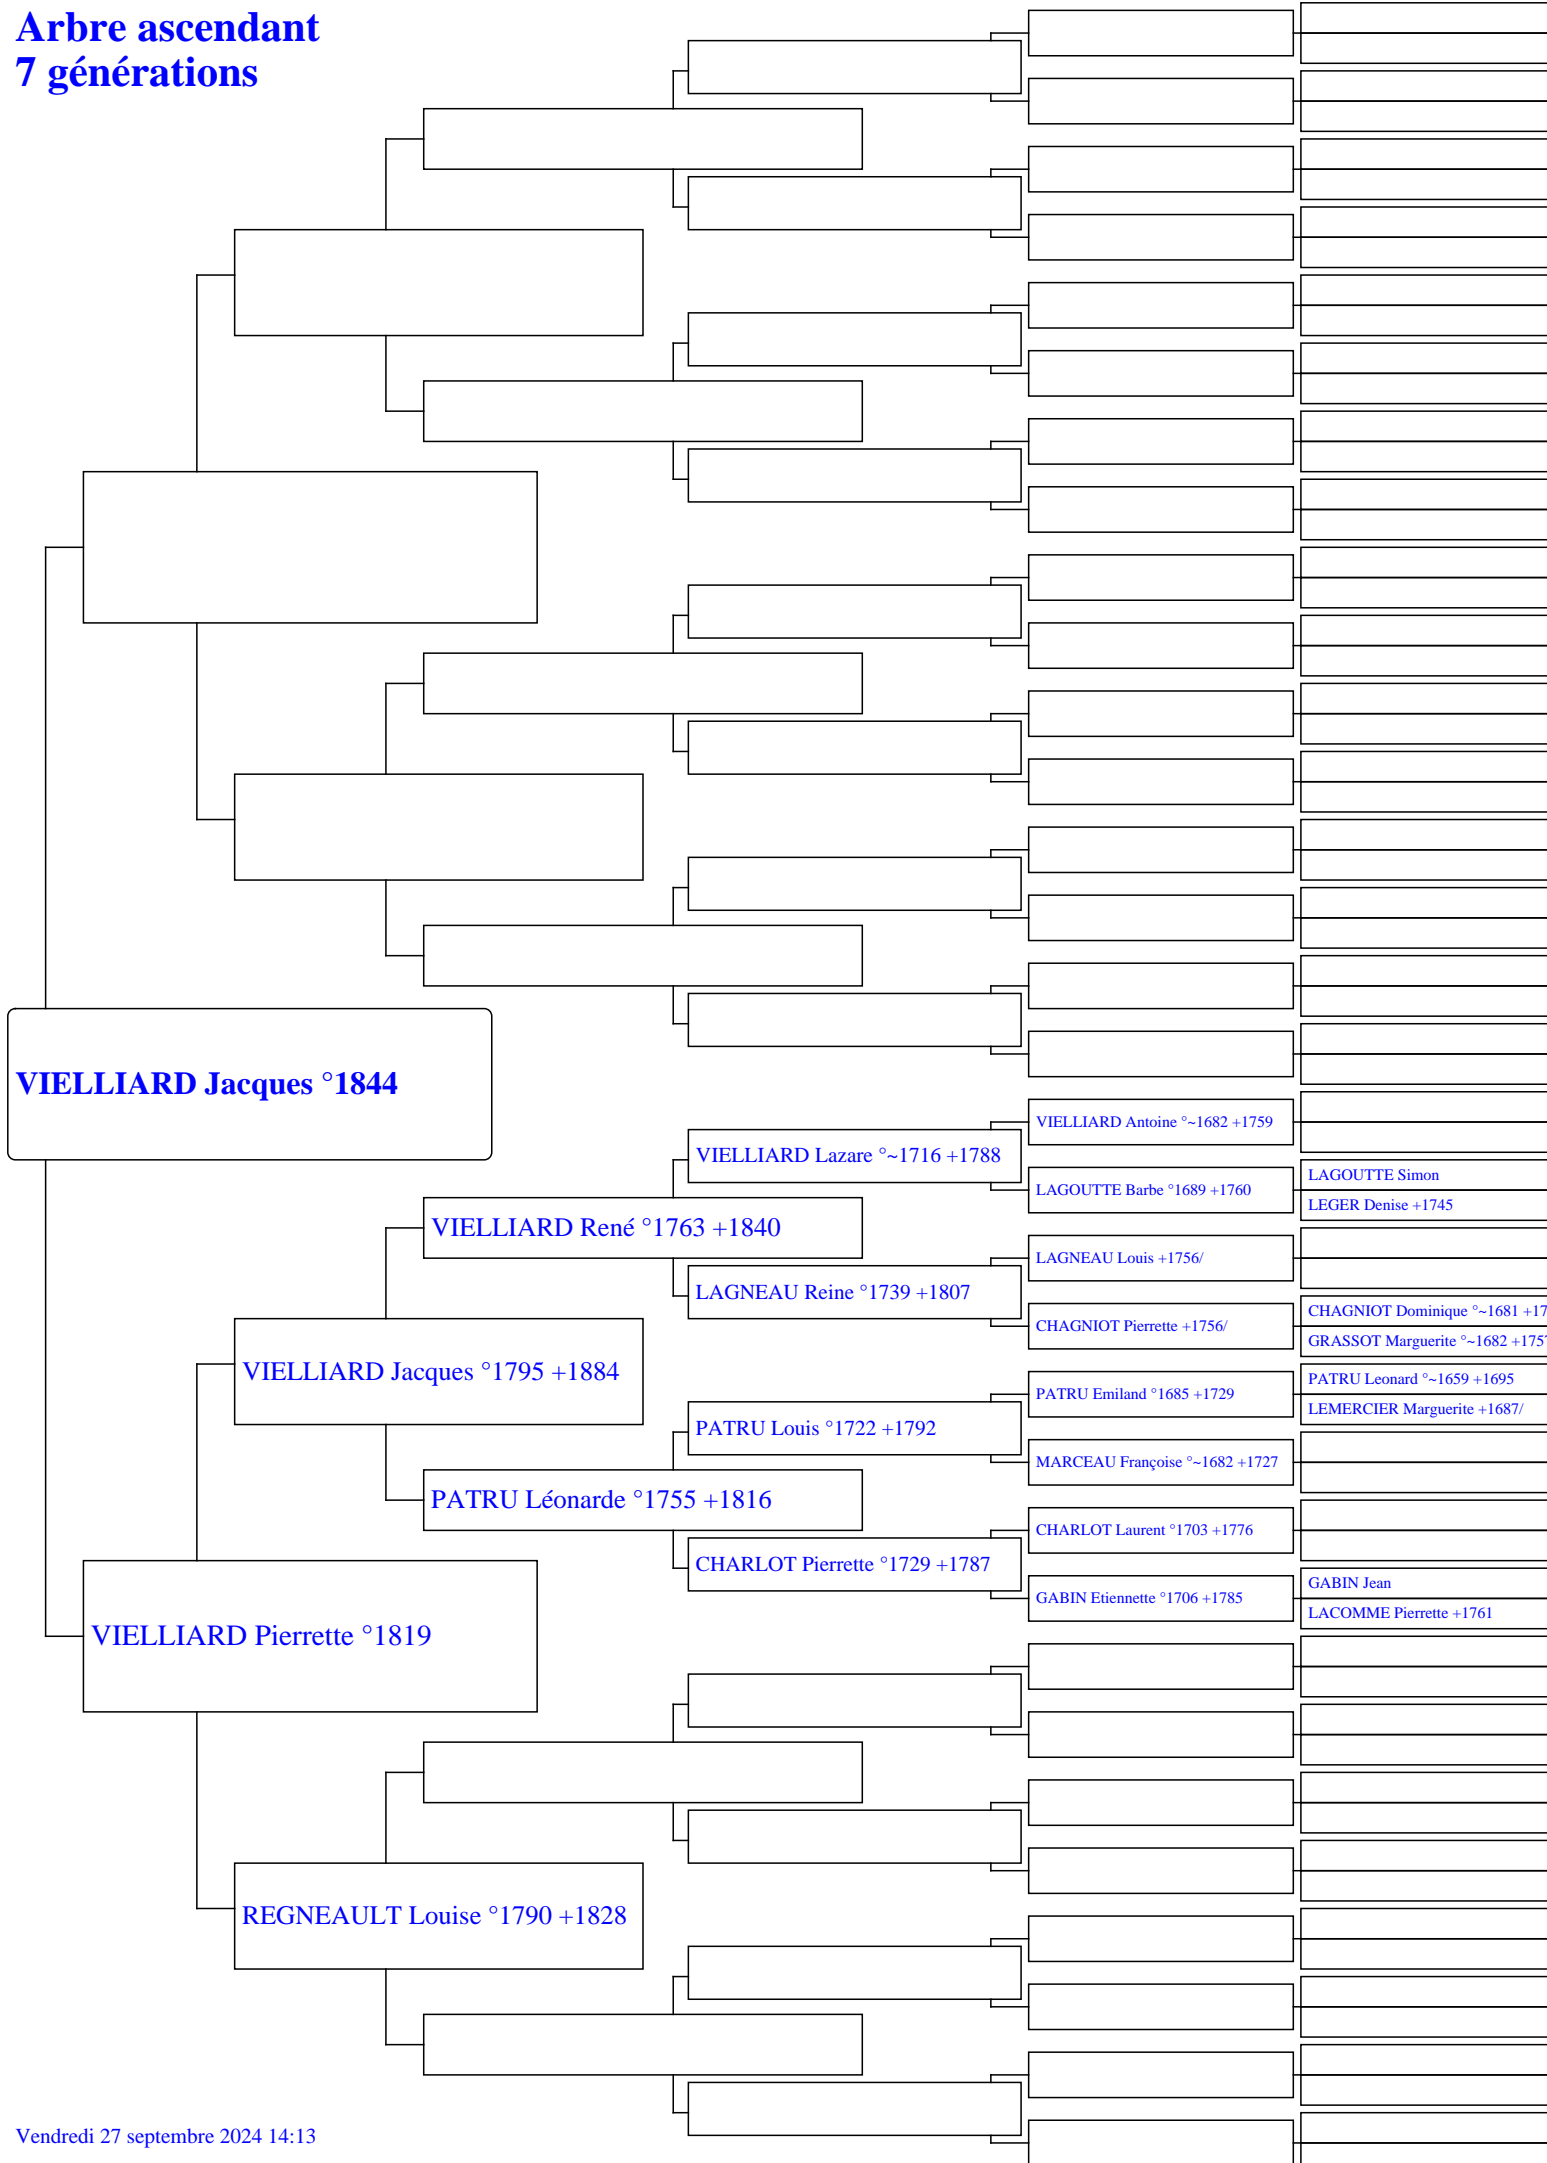 Arbre ascendant
7 générations
VIELLIARD Jacques °1844
VIELLIARD Antoine °~1682 +1759
VIELLIARD Lazare °~1716 +1788
LAGOUTTE Simon
LAGOUTTE Barbe °1689 +1760
LEGER Denise +1745
VIELLIARD René °1763 +1840
LAGNEAU Louis +1756/
LAGNEAU Reine °1739 +1807
CHAGNIOT Dominique °~1681 +17
CHAGNIOT Pierrette +1756/
GRASSOT Marguerite °~1682 +1757
VIELLIARD Jacques °1795 +1884
PATRU Leonard °~1659 +1695
PATRU Emiland °1685 +1729
LEMERCIER Marguerite +1687/
PATRU Louis °1722 +1792
MARCEAU Françoise °~1682 +1727
PATRU Léonarde °1755 +1816
CHARLOT Laurent °1703 +1776
CHARLOT Pierrette °1729 +1787
GABIN Jean
GABIN Etiennette °1706 +1785
LACOMME Pierrette +1761
VIELLIARD Pierrette °1819
REGNEAULT Louise °1790 +1828
Vendredi 27 septembre 2024 14:13